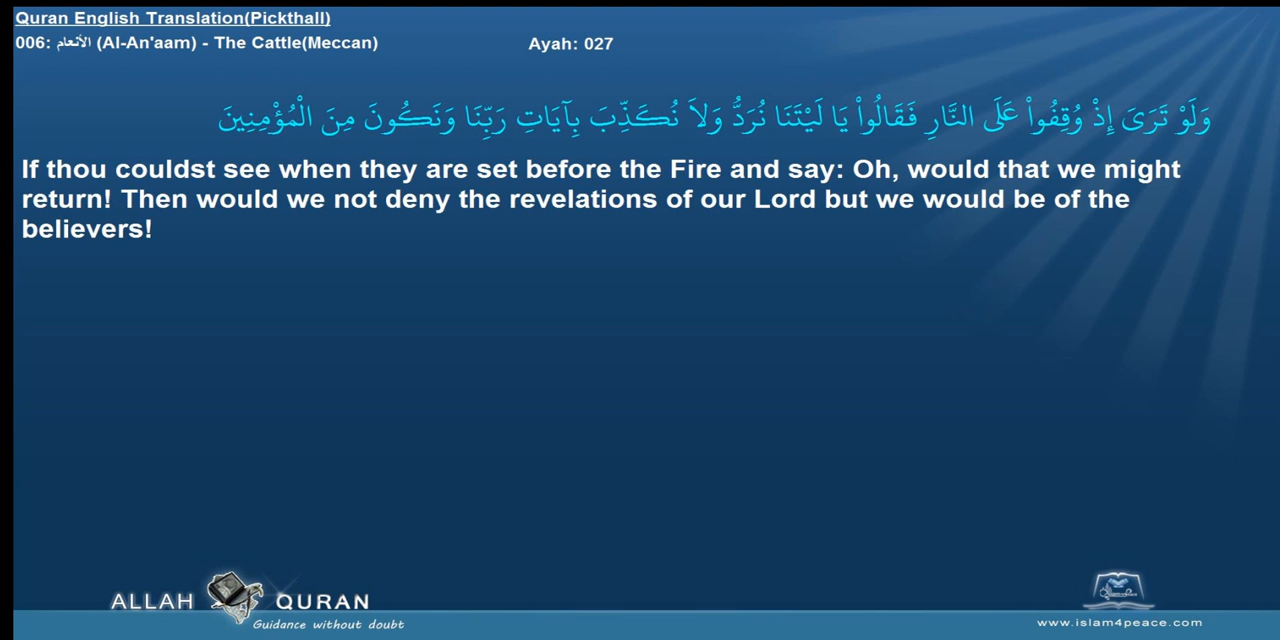 Quran English Translation(Pickthall)
006: الأنعام (Al-An'aam) - The Cattle(Meccan)
Ayah: 027
وَلَوْ تَرَىَ إِذْ وُقِفُواْ عَلَى النَّارِ فَقَالُواْ يَا لَيْتَنَا نُرَدُّ وَلاَ نُكَذِّبَ بِآيَاتِ رَبِّنَا وَنَكُونَ مِنَ الْمُؤْمِنِينَ
If thou couldst see when they are set before the Fire and say: Oh, would that we might
return! Then would we not deny the revelations of our Lord but we would be of the
believers!
ALLAH QURAN
Guidance without doubt
www.islam4peace.com